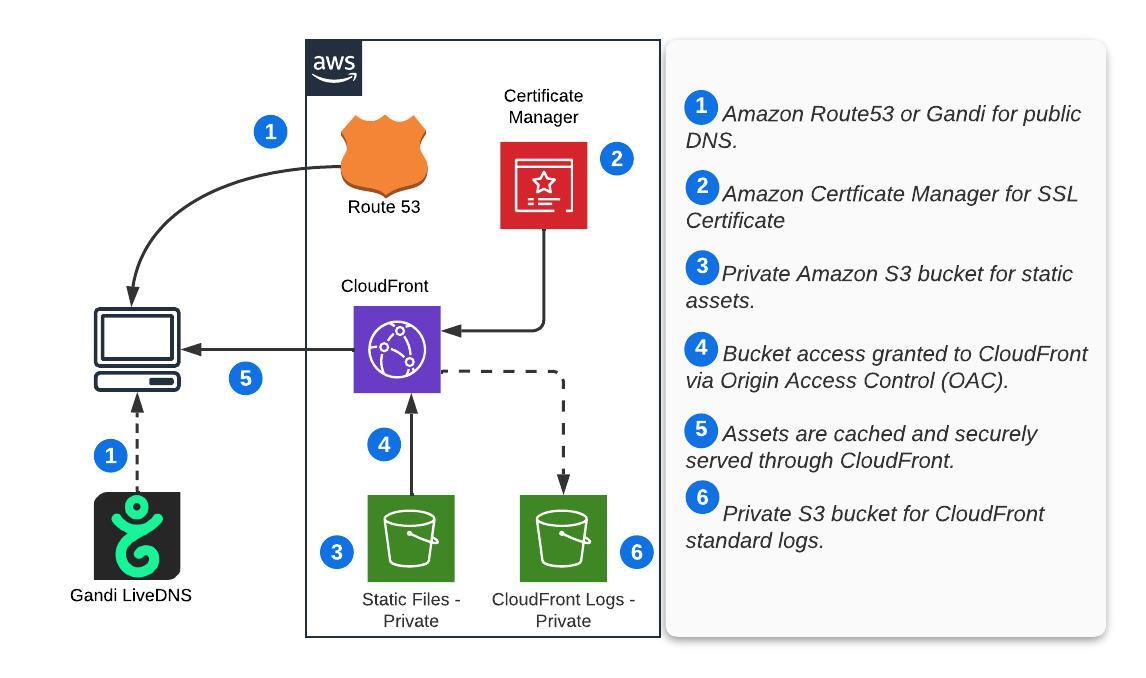 aws
Certificate
Manager
1
2
Route 53
CloudFront
5
4
1
3
6
Gandi LiveDNS
Static Files -
Private
CloudFront Logs -
Private
1 Amazon Route53 or Gandi for public
DNS.
2 Amazon Certficate Manager for SSL
Certificate
3 Private Amazon S3 bucket for static
assets.
4 Bucket access granted to CloudFront
via Origin Access Control (OAC).
5 Assets are cached and securely
served through CloudFront.
6 Private S3 bucket for CloudFront
standard logs.